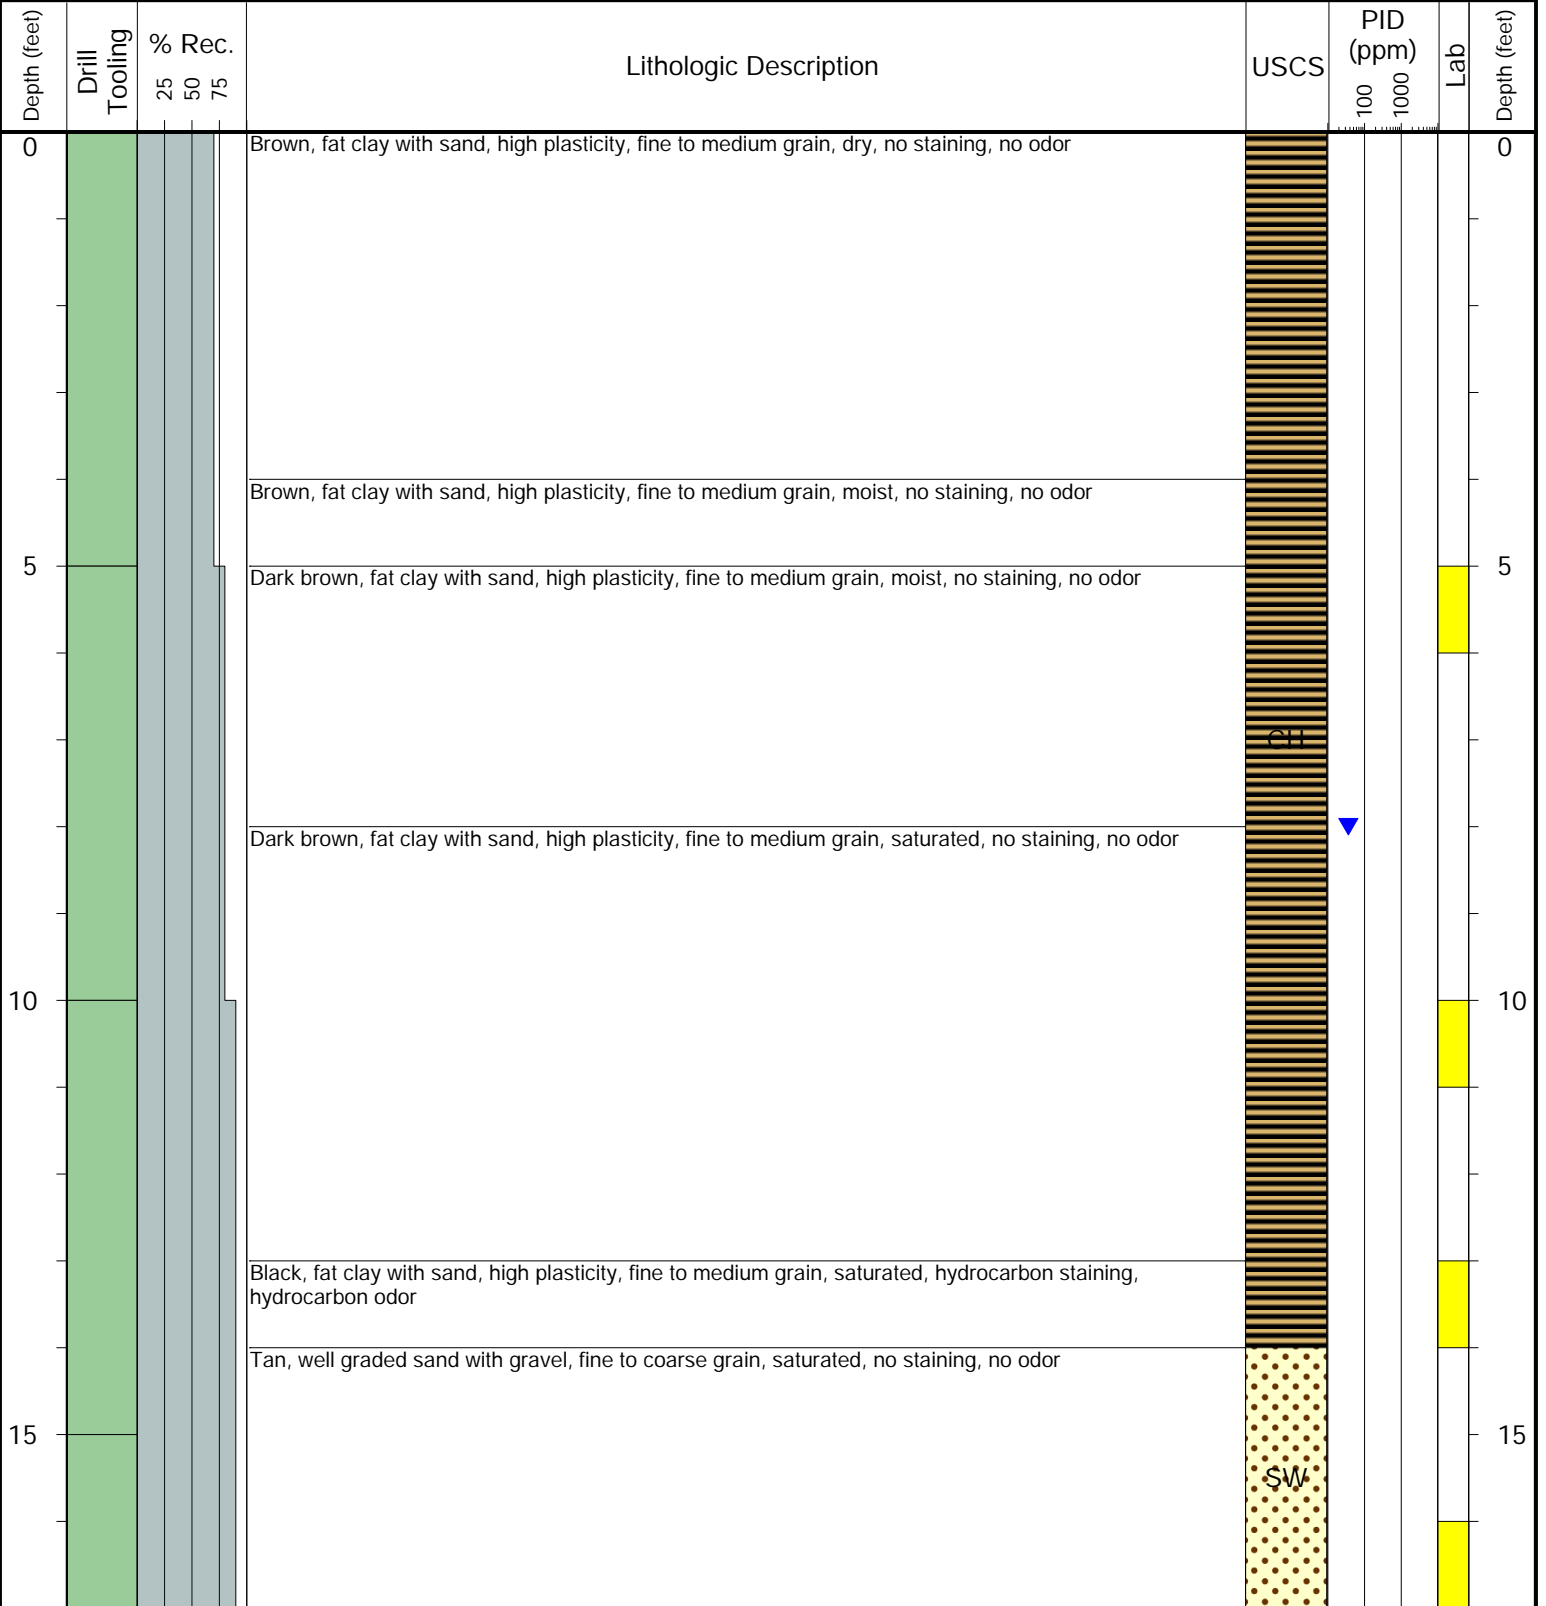 Depth (feet)
Drill
Tooling
% Rec.
25
50
75
Lithologic Description
USCS
PID
(ppm)
100
1000
Lab
Depth (feet)
0
Brown, fat clay with sand, high plasticity, fine to medium grain, dry, no staining, no odor
0
Brown, fat clay with sand, high plasticity, fine to medium grain, moist, no staining, no odor
5
Dark brown, fat clay with sand, high plasticity, fine to medium grain, moist, no staining, no odor
5
CH
Dark brown, fat clay with sand, high plasticity, fine to medium grain, saturated, no staining, no odor
10
10
Black, fat clay with sand, high plasticity, fine to medium grain, saturated, hydrocarbon staining,
hydrocarbon odor
Tan, well graded sand with gravel, fine to coarse grain, saturated, no staining, no odor
15
15
SW